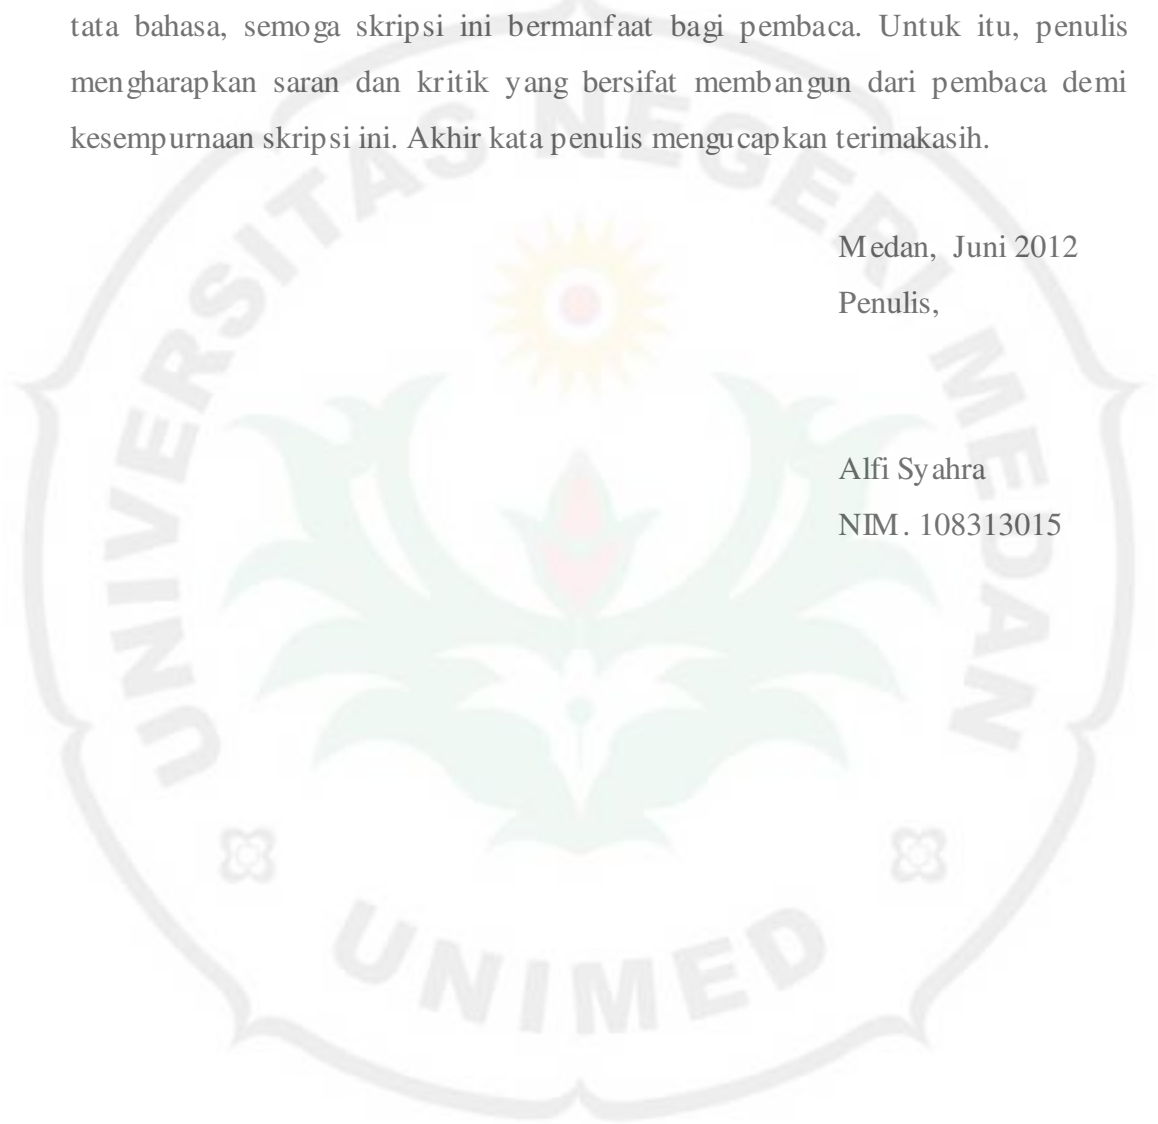 tata bahasa, semoga skripsi ini bermanfaat bagi pembaca. Untuk itu, penulis
mengharapkan saran dan kritik yang bersifat membangun dari pembaca demi
kesempurnaan skripsi ini. Akhir kata penulis mengucapkan terimakasih.
Medan, Juni 2012
Penulis,
Alfi Syahra
NIM. 108313015
UNIVERSITAS NEGERI MEDAN
UNIMED